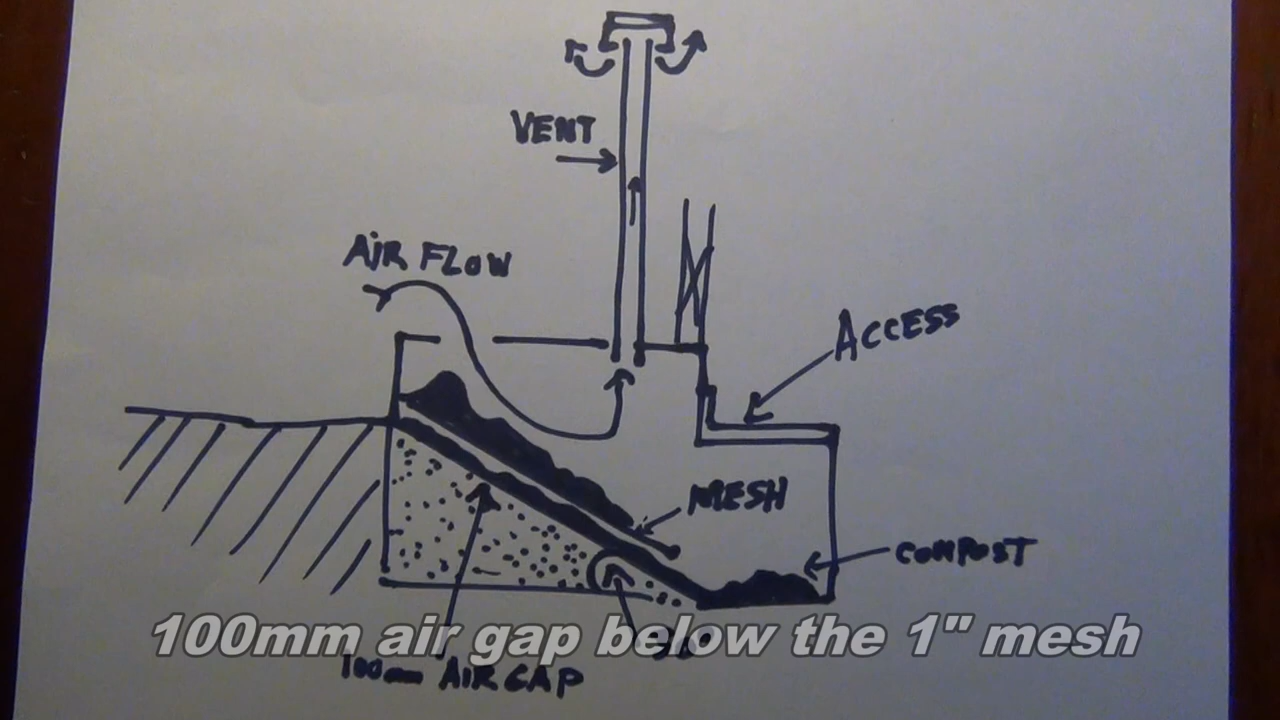 VENT
AiR FLOW
ACCESS
MESH
COMPOST
100mm air gap below the 1" mesh
100mm AIR GAP